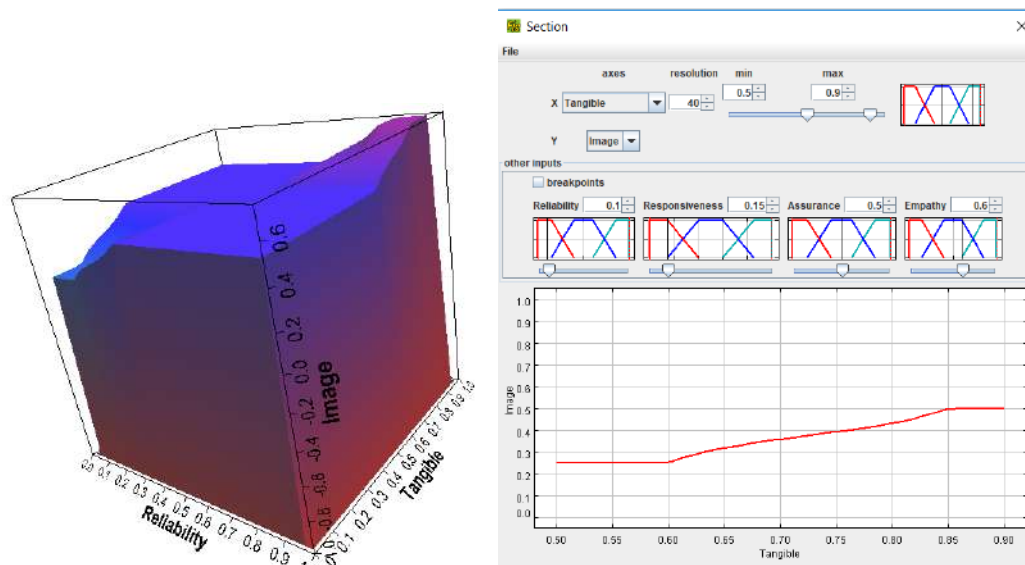 0.6
0.4
0.2
0.0
-0.2
-0.4
-0.6
-0.8
Image
0.0 0.1 0.2 0.3 0.4 0.5 0.6 0.7 0.8 0.9
Reliability
0.1 0.2 0.3 0.4 0.5 0.6 0.7 0.8 0.9 1.0
Tangible
Section
File
axes resolution min max
X Tangible 40 0.5 0.9
Y Image
other inputs
breakpoints
Reliability 0.1 Responsiveness 0.15 Assurance 0.5 Empathy 0.6
1.0
0.9
0.8
0.7
0.6
0.5
0.4
0.3
0.2
0.1
0.0
Image
0.50 0.55 0.60 0.65 0.70 0.75 0.80 0.85 0.90
Tangible